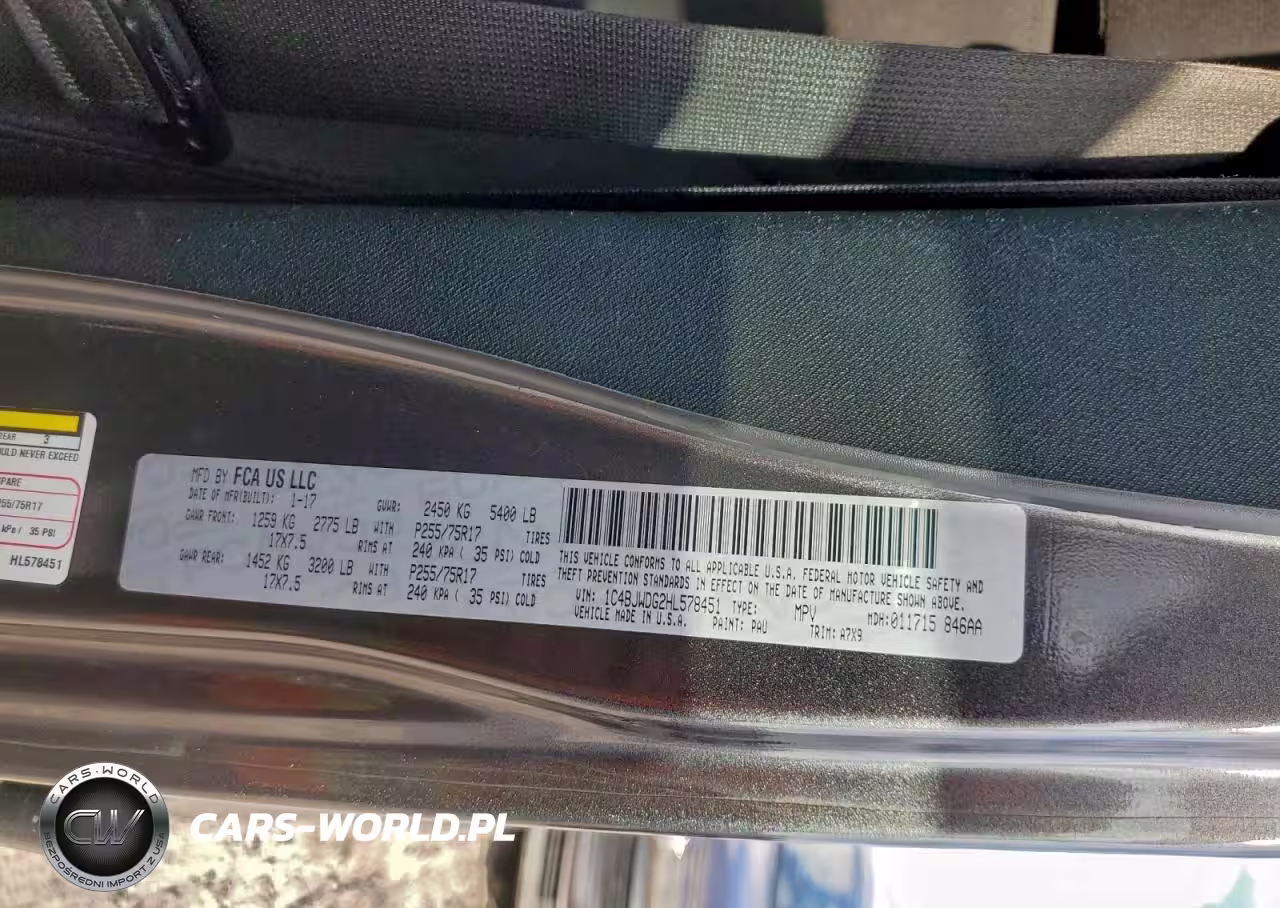 REAR 3
OULD NEVER EXCEED
SPARE
P255/75R17
kPa/ 35 PSI
HL578451
MFD BY FCA US LLC
DATE OF MFR(BUILT): 1-17 GVWR: 2450 KG 5400 LB
GAWR FRONT: 1259 KG 2775 LB WITH P255/75R17 TIRES
17X7.5 RIMS AT 240 KPA ( 35 PSI) COLD
GAWR REAR: 1452 KG 3200 LB WITH P255/75R17 TIRES
17X7.5 RIMS AT 240 KPA ( 35 PSI) COLD
THIS VEHICLE CONFORMS TO ALL APPLICABLE U.S.A. FEDERAL MOTOR VEHICLE SAFETY AND
THEFT PREVENTION STANDARDS IN EFFECT ON THE DATE OF MANUFACTURE SHOWN ABOVE.
VIN: 1C4BJWDG2HL578451 TYPE: MPV MDH:011715 846AA
VEHICLE MADE IN U.S.A. PAINT: PAU TRIM: A7X9
CARS-WORLD
CW
BEZPOŚREDNI IMPORT Z USA
CARS-WORLD.PL